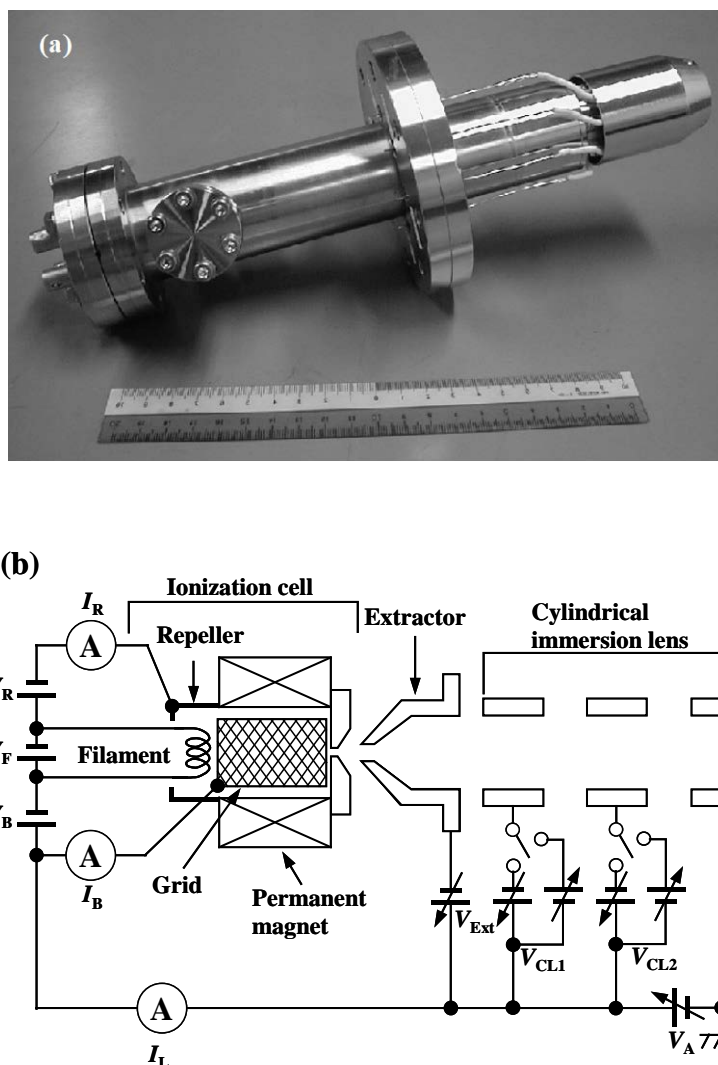 (a)
(b)
Ionization cell
I_R
Extractor
Cylindrical
immersion lens
Repeller
A
R
Filament
F
B
A
Grid
I_B
Permanent
magnet
V_Ext
V_CL1
V_CL2
A
V_A
I_L